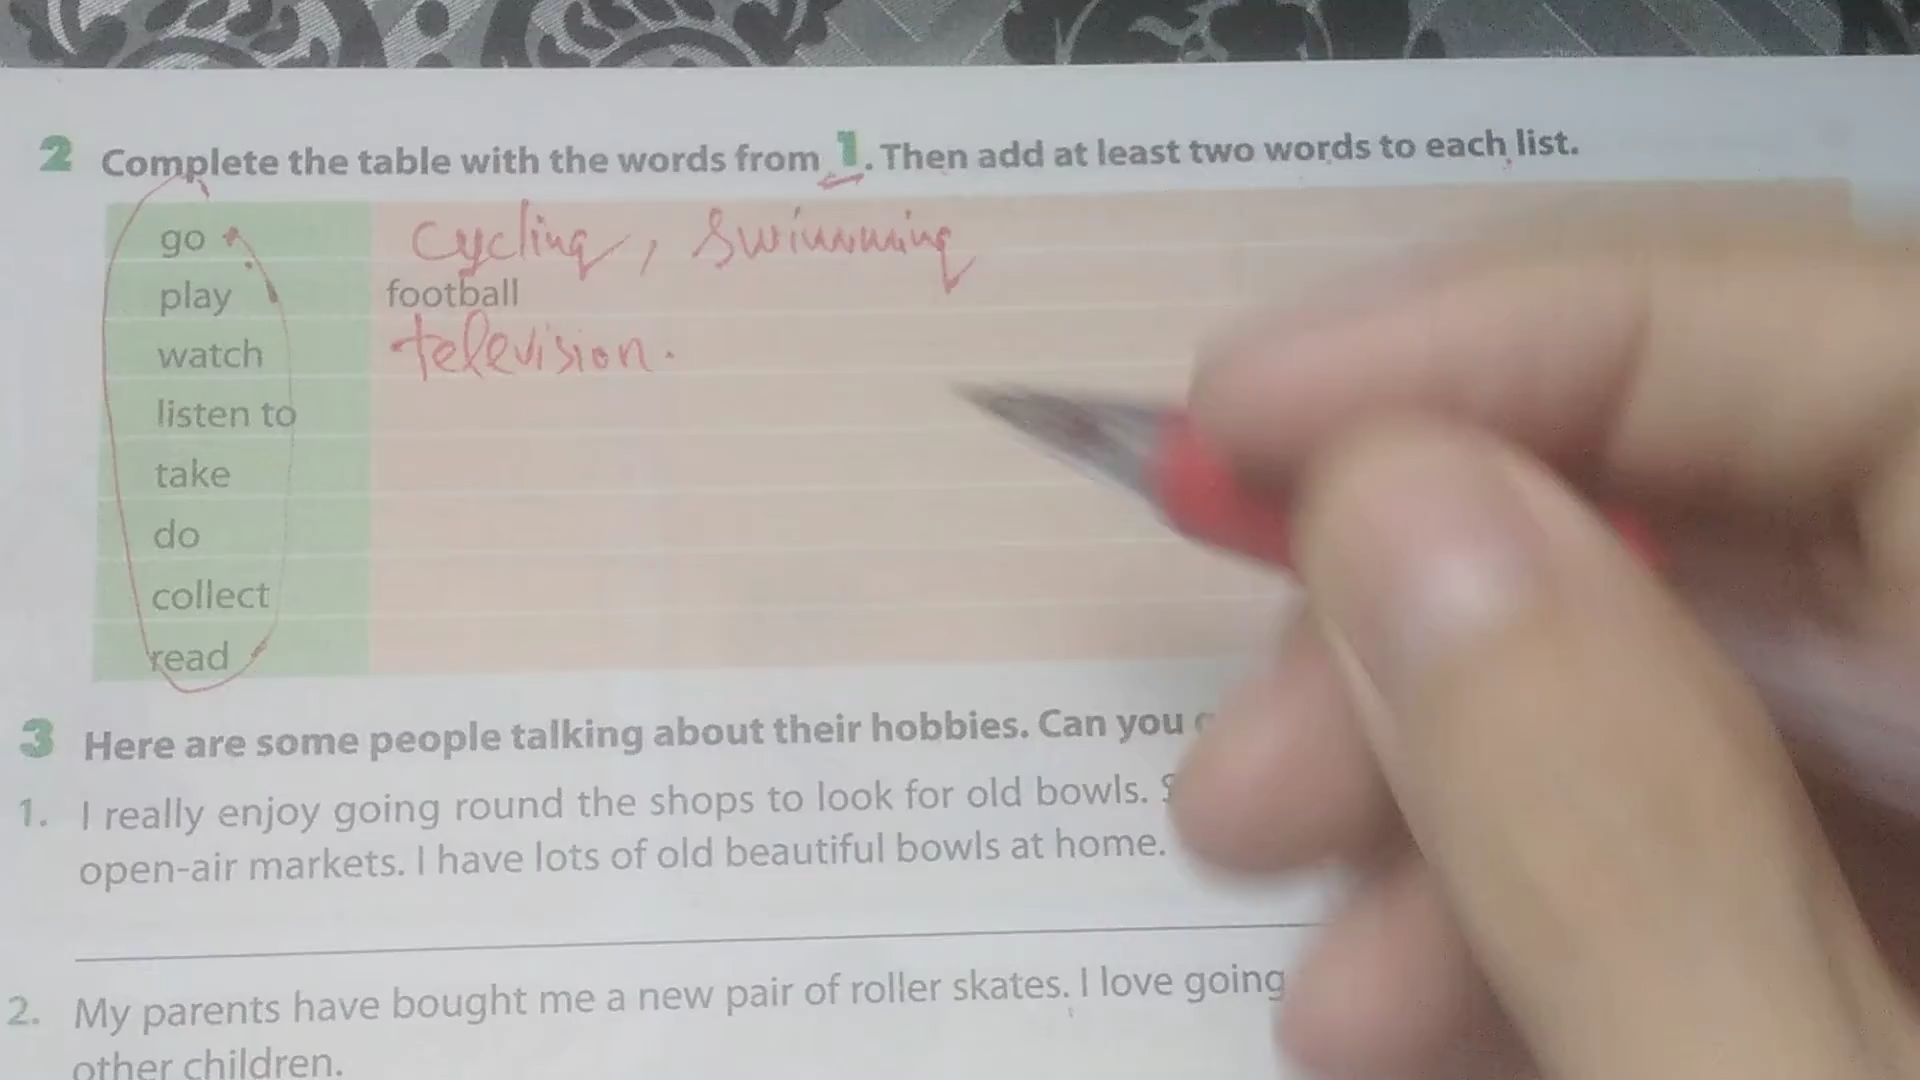 2 Complete the table with the words from 1. Then add at least two words to each list.
go cycling, swimming
play football
watch television.
listen to
take
do
collect
read
3 Here are some people talking about their hobbies. Can you
1. I really enjoy going round the shops to look for old bowls.
open-air markets. I have lots of old beautiful bowls at home.
2. My parents have bought me a new pair of roller skates. I love going
other children.